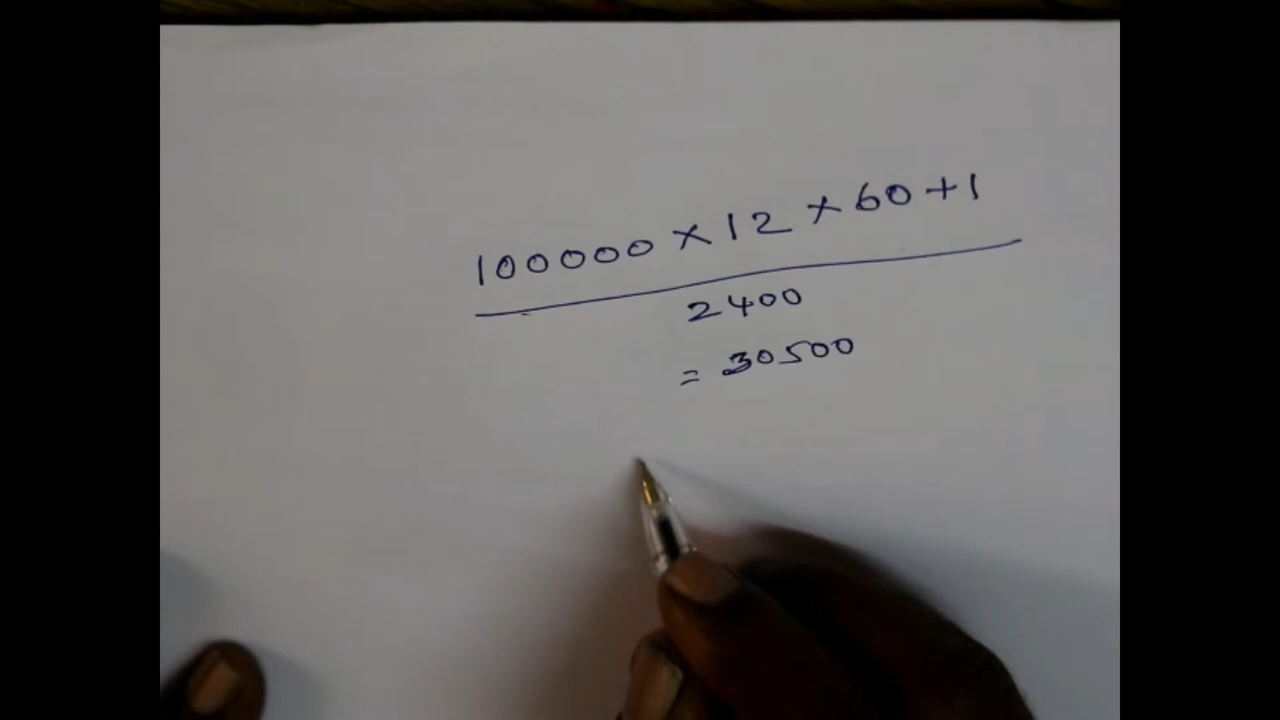 100000 × 12 × 60 + 1
2400
= 30500